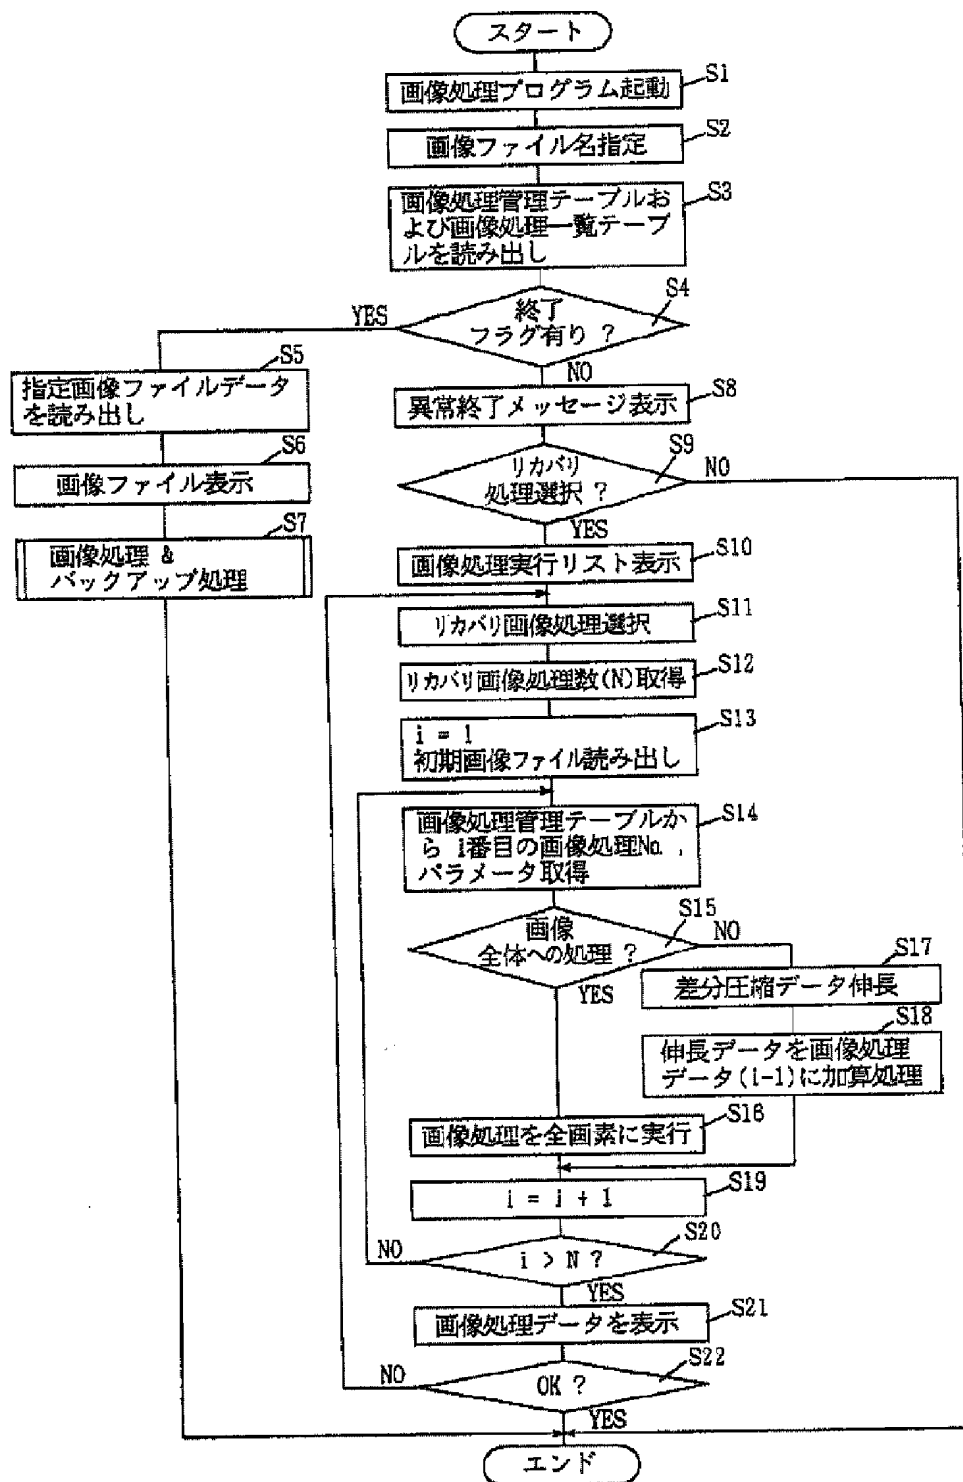 スタート
S1
画像処理プログラム起動
S2
画像ファイル名指定
S3
画像処理管理テーブルお
よび画像処理一覧テーブ
ルを読み出し
S4
終了
フラグ有り ?
YES
NO
S5
指定画像ファイルデータ
を読み出し
S6
画像ファイル表示
S7
画像処理 &
バックアップ処理
S8
異常終了メッセージ表示
S9
リカバリ
処理選択 ?
NO
YES
S10
画像処理実行リスト表示
S11
リカバリ画像処理選択
S12
リカバリ画像処理数(N)取得
S13
i = 1
初期画像ファイル読み出し
S14
画像処理管理テーブルか
ら i番目の画像処理No.,
パラメータ取得
S15
画像
全体への処理 ?
NO
YES
S17
差分圧縮データ伸長
S18
伸長データを画像処理
データ(i-1)に加算処理
S16
画像処理を全画素に実行
S19
i = i + 1
S20
i > N ?
NO
YES
S21
画像処理データを表示
S22
OK ?
NO
YES
エンド